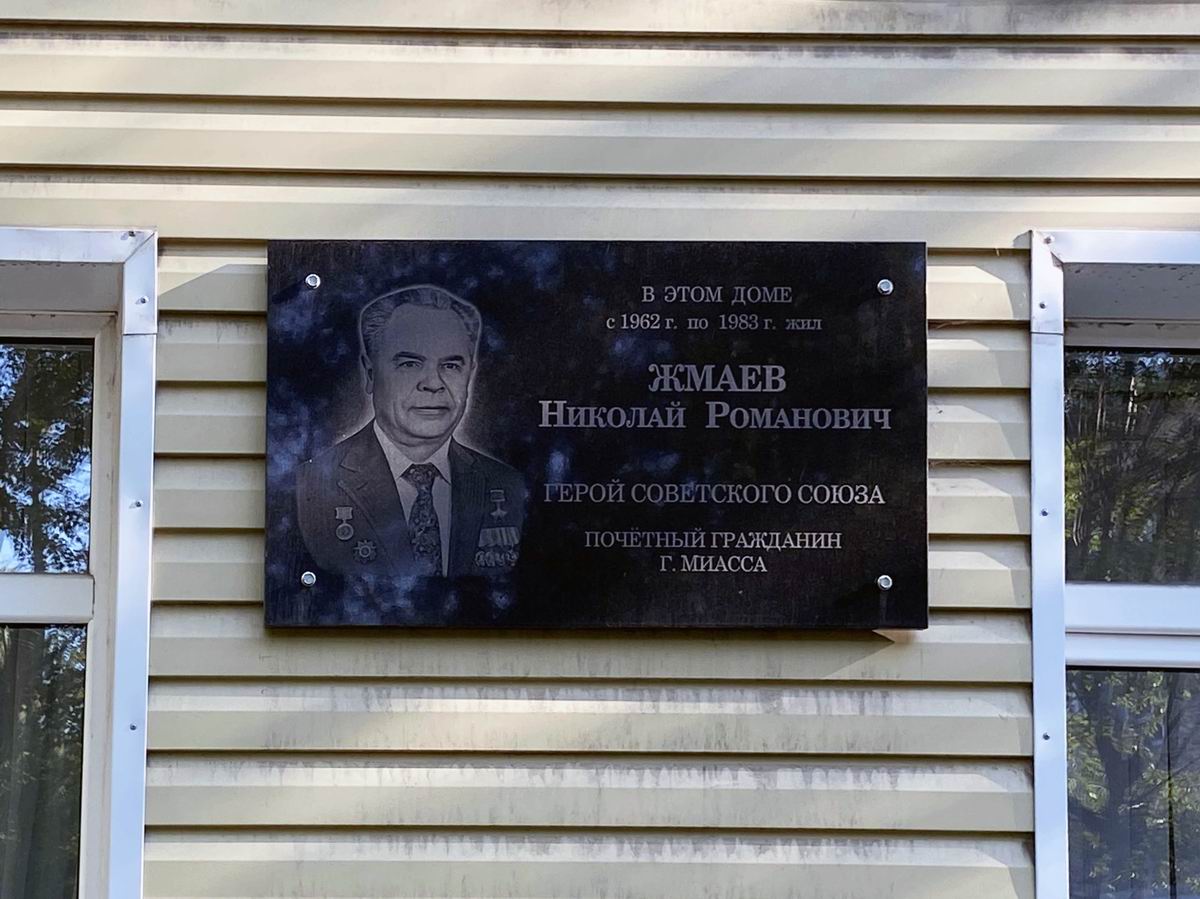 В ЭТОМ ДОМЕ
с 1962 г. по 1983 г. жил
ЖМАЕВ
Николай Романович
ГЕРОЙ СОВЕТСКОГО СОЮЗА
ПОЧЁТНЫЙ ГРАЖДАНИН
Г. МИАССА